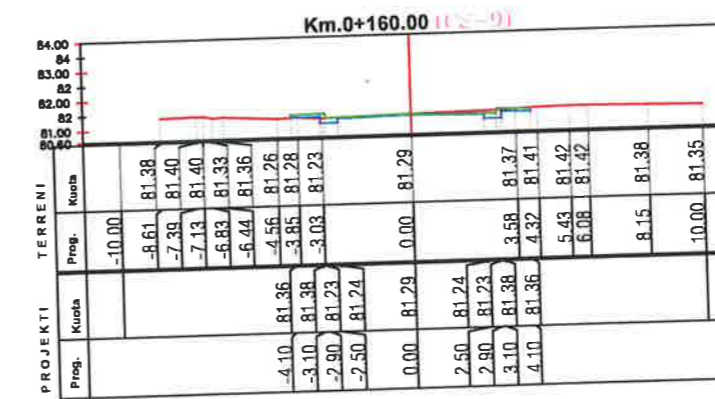 Km.0+160.00 (CS-9)
84.00
84
83.00
82
82.00
82
81.00
80.60
TERRENI
Kuota
81.38 81.40 81.40 81.33 81.36 81.26 81.28 81.23 81.29 81.37 81.41 81.42 81.42 81.38 81.35
Prog.
-10.00 -8.61 -7.39 -7.13 -6.83 -6.44 -4.56 -3.85 -3.03 0.00 3.58 4.32 5.43 6.08 8.15 10.00
PROJEKTI
Kuota
81.36 81.38 81.23 81.24 81.29 81.24 81.23 81.38 81.36
Prog.
-4.10 -3.10 -2.90 -2.50 0.00 2.50 2.90 3.10 4.10